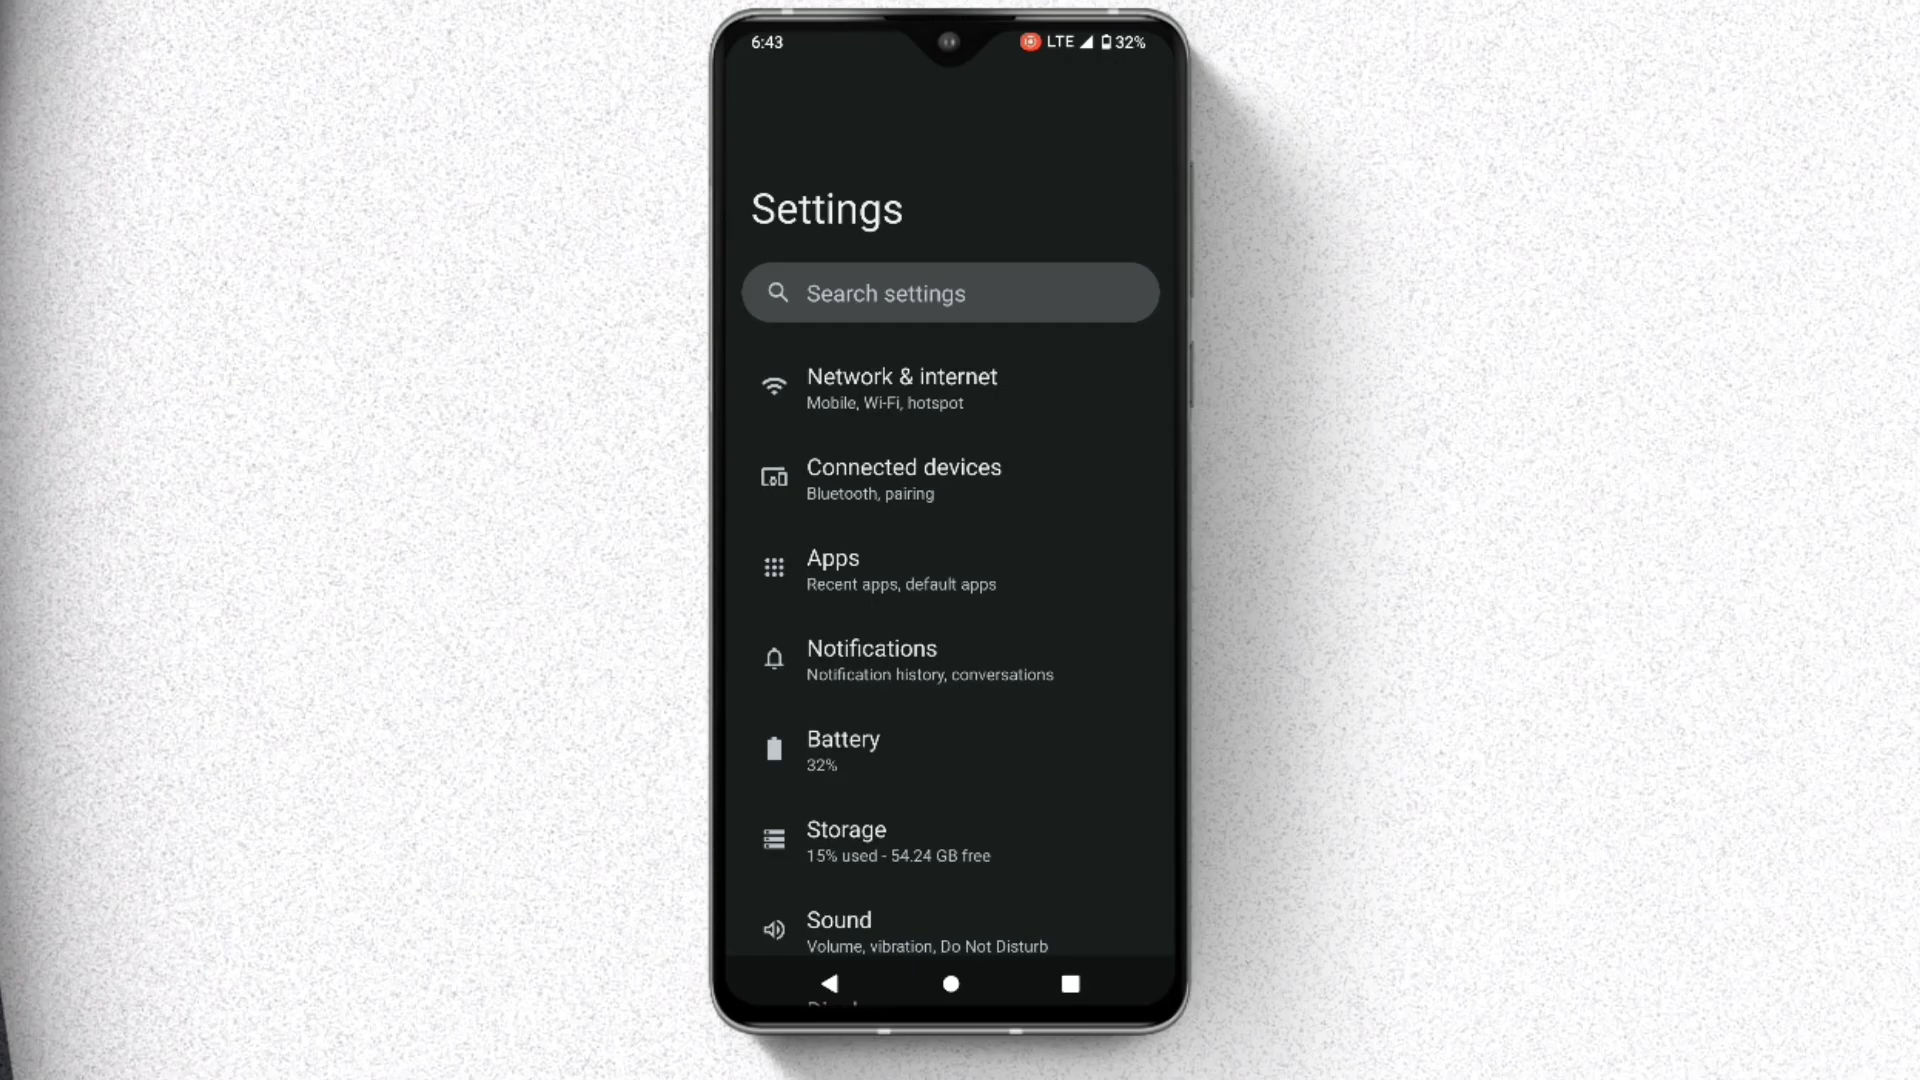 6:43
LTE 32%
Settings
Search settings
Network & internet
Mobile, Wi-Fi, hotspot
Connected devices
Bluetooth, pairing
Apps
Recent apps, default apps
Notifications
Notification history, conversations
Battery
32%
Storage
15% used - 54.24 GB free
Sound
Volume, vibration, Do Not Disturb